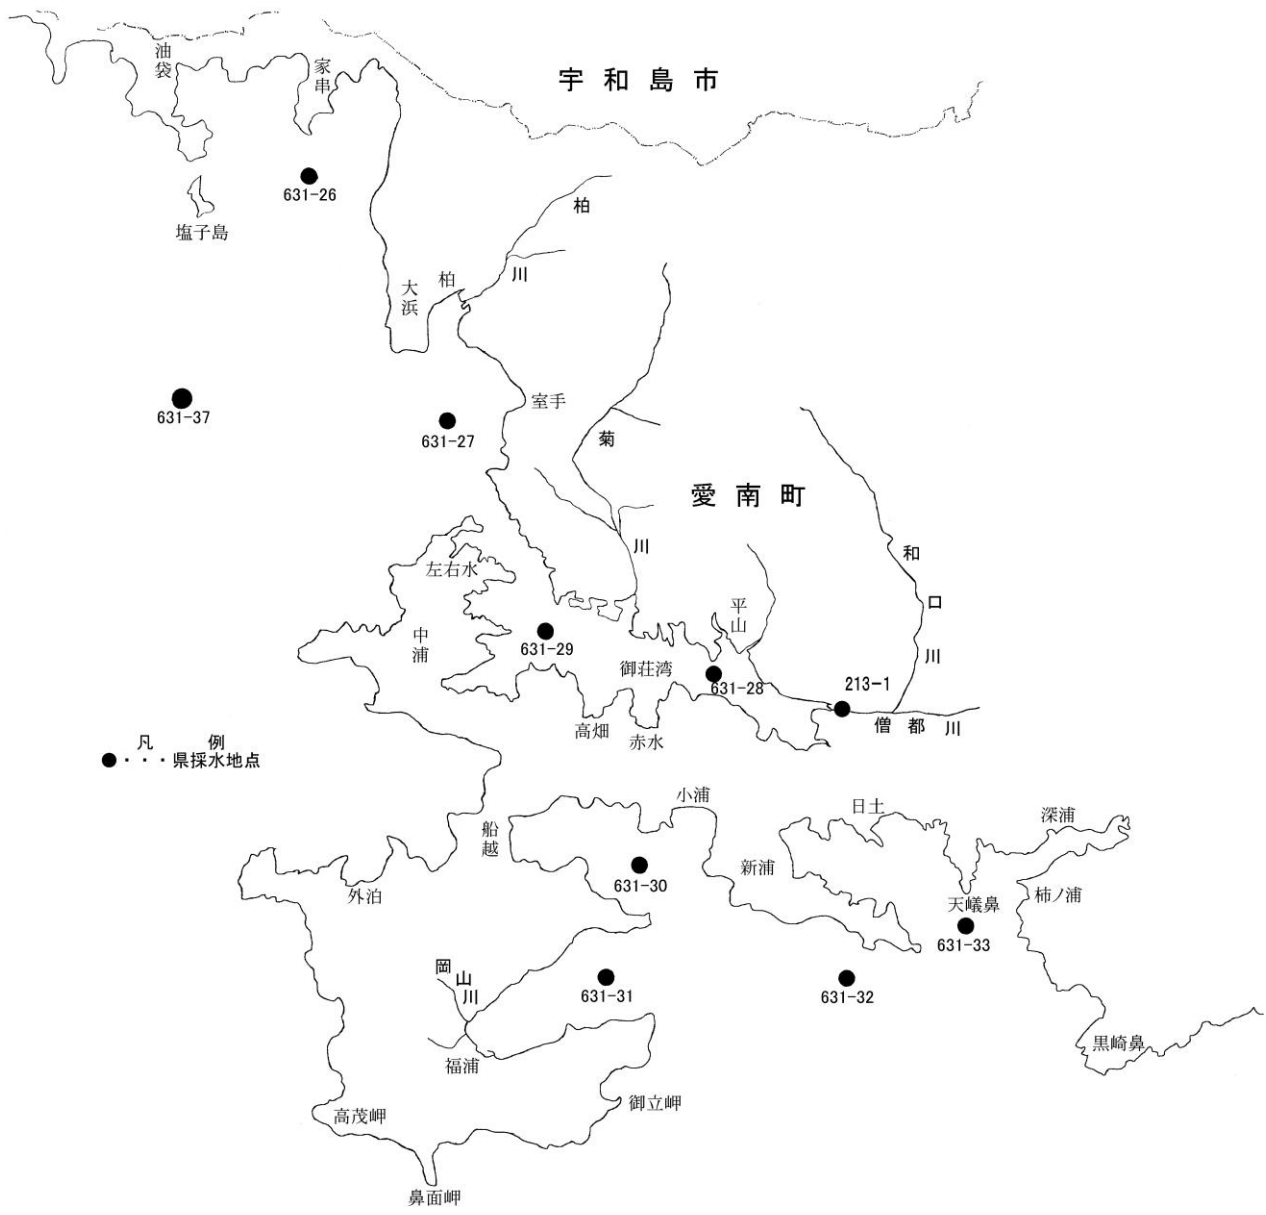 油袋
家串
宇和島市
631-26
塩子島
柏
川
柏
大浜
631-37
631-27
室手
菊
川
愛南町
和
口
川
左右水
中浦
631-29
平山
御荘湾
631-28
213-1
高畑
赤水
僧都川
凡例
●・・・県採水地点
船越
小浦
日土
深浦
外泊
631-30
新浦
天嶬鼻
柿ノ浦
631-33
岡
山
川
631-31
631-32
福浦
黒崎鼻
高茂岬
御立岬
鼻面岬